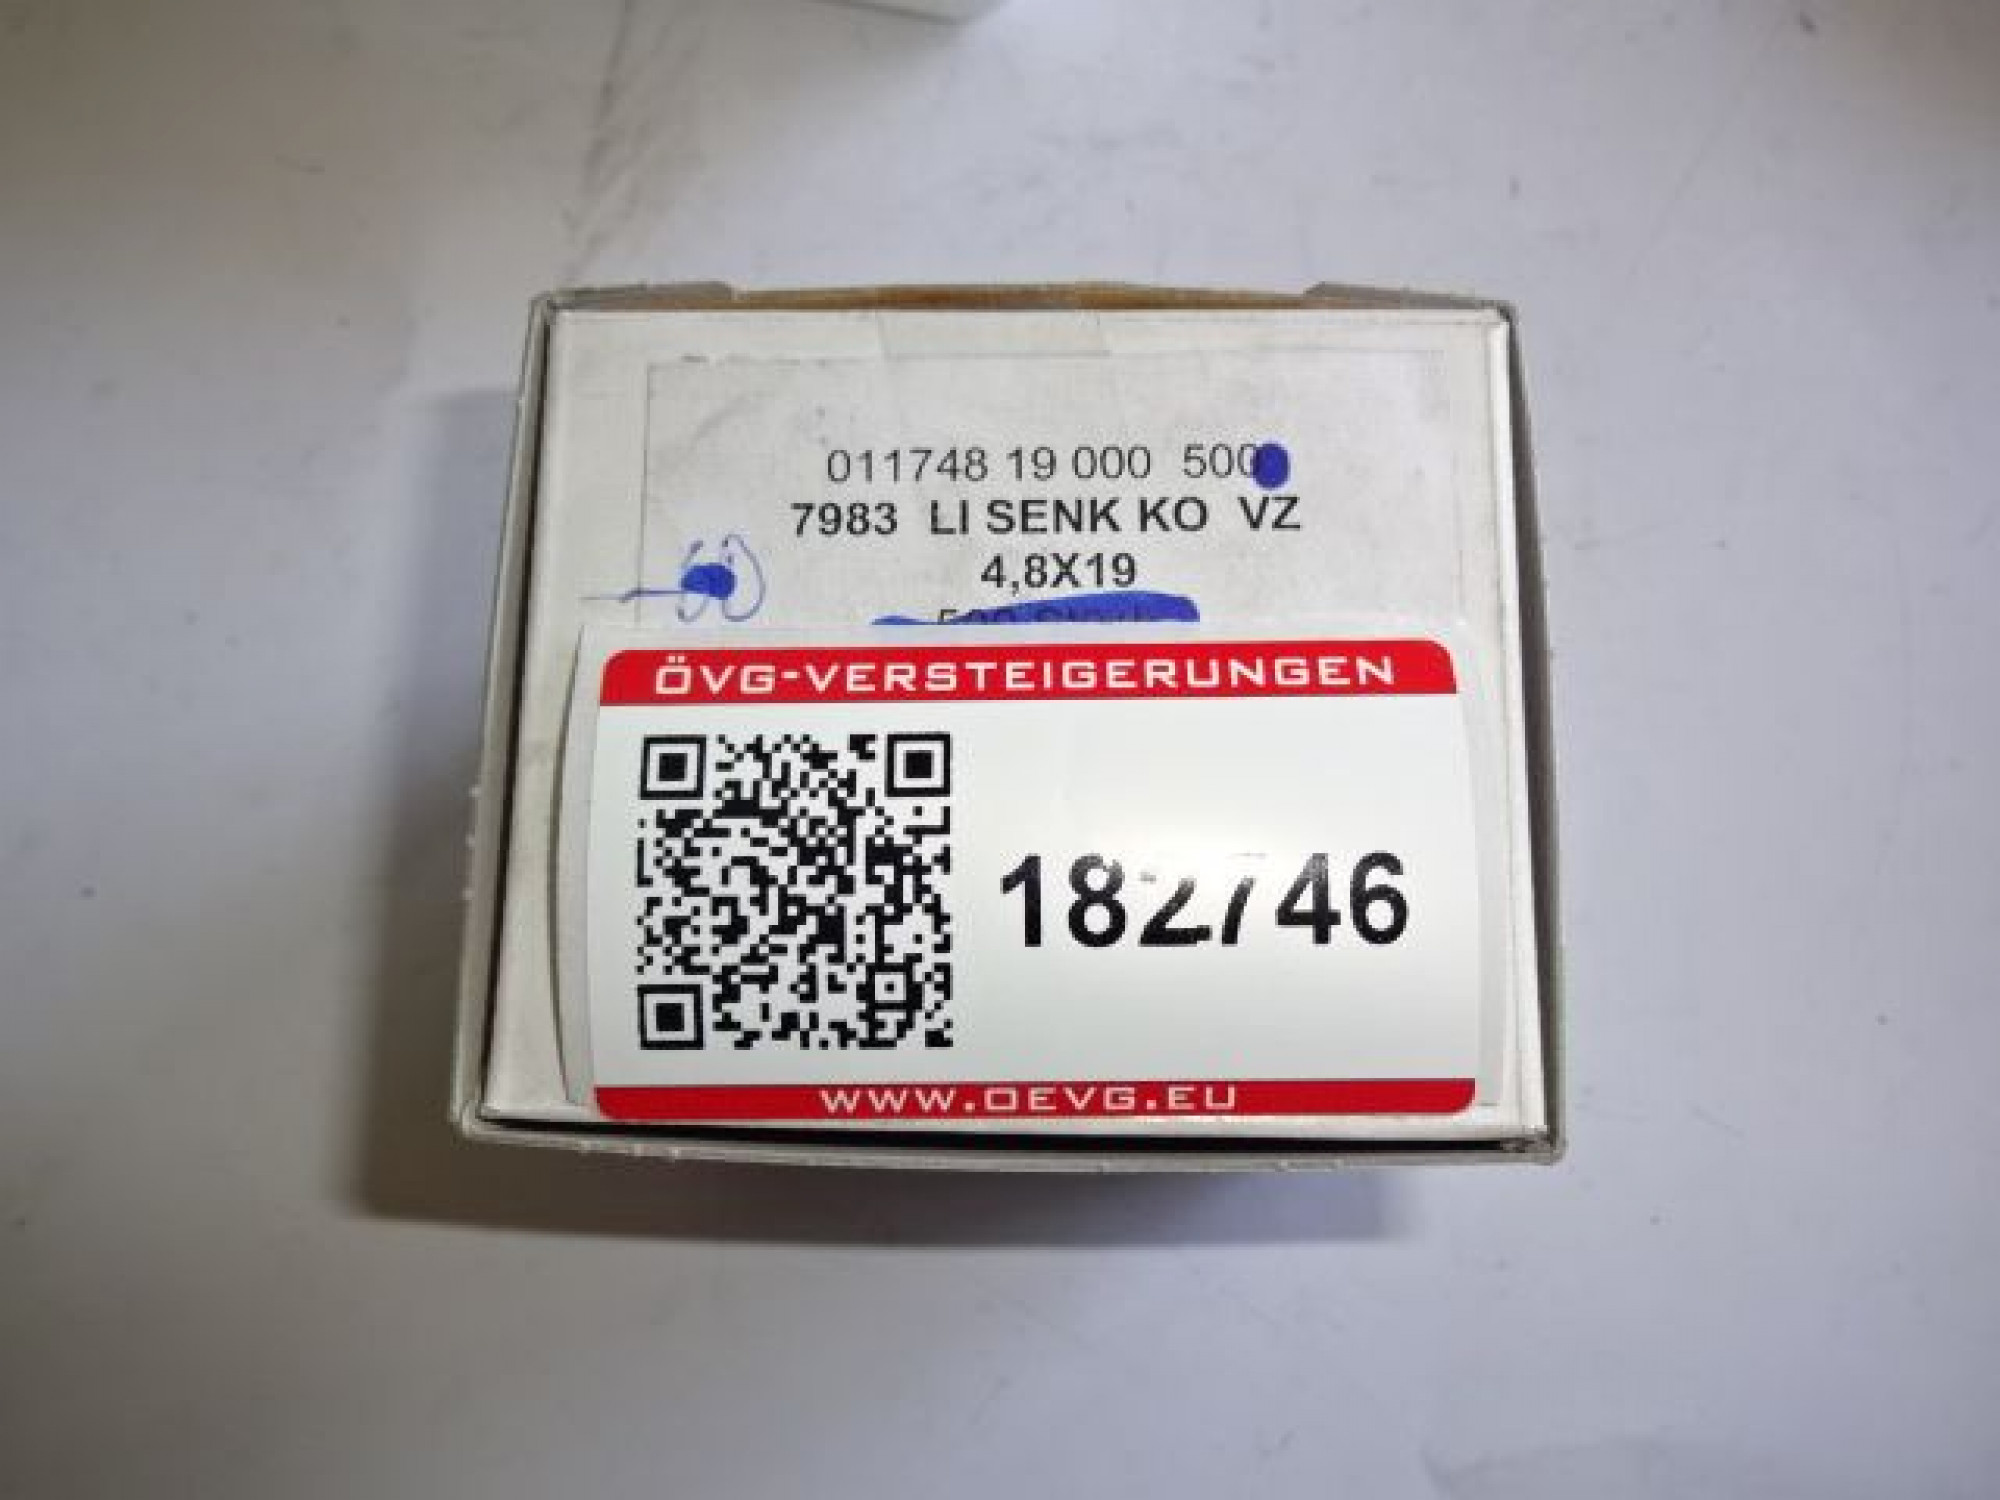 011748 19 000 500
7983 LI SENK KO VZ
4,8X19
ÖVG-VERSTEIGERUNGEN
182746
WWW.OEVG.EU